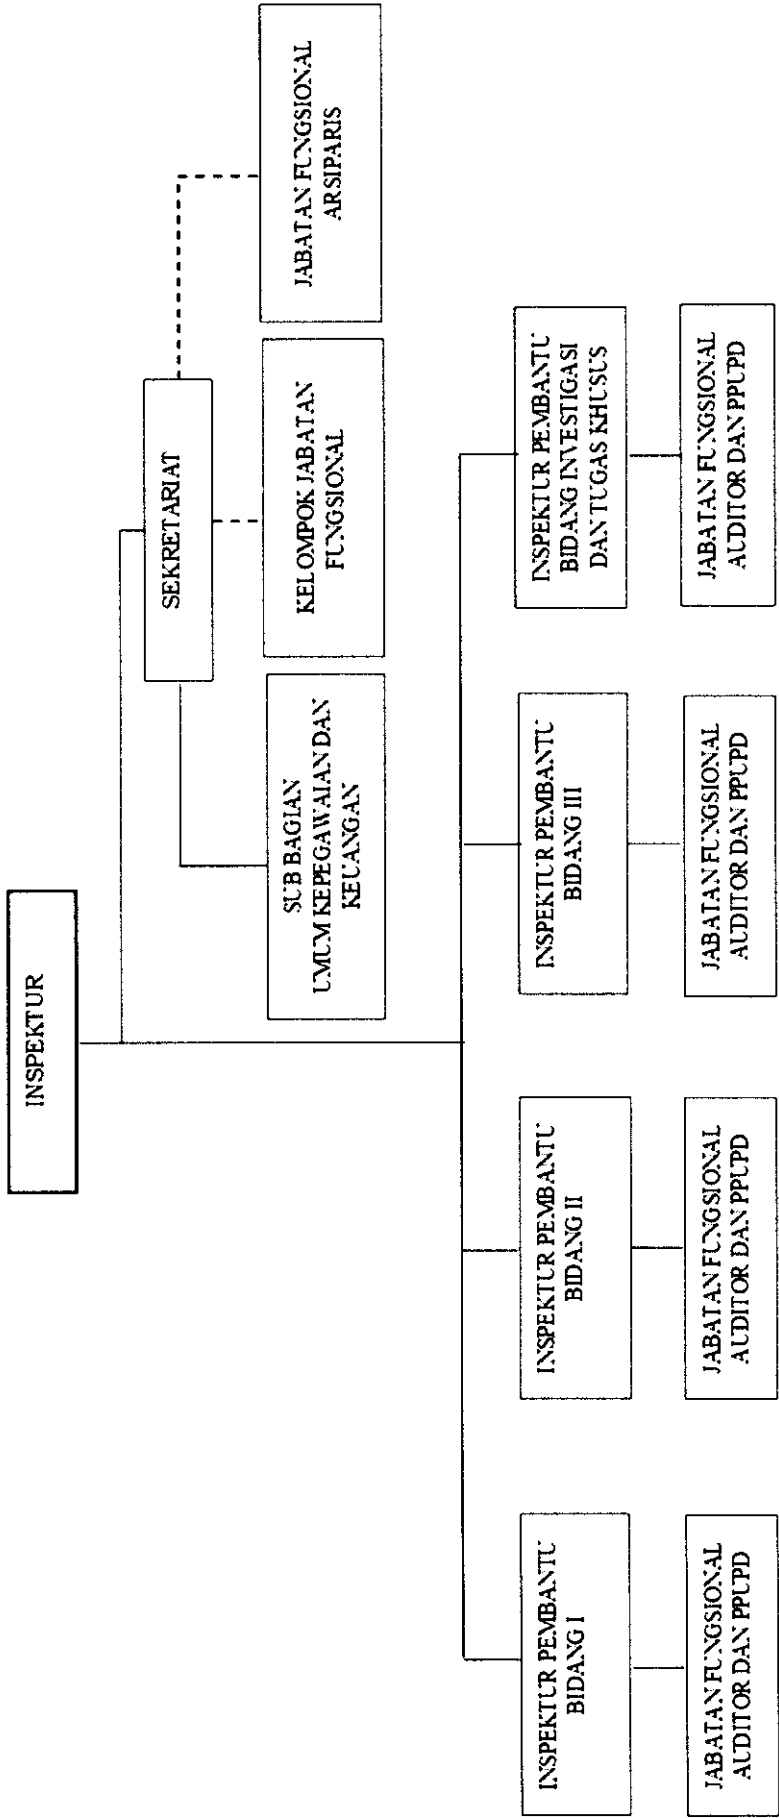 INSPEKTUR
SEKRETARIAT
SUB BAGIAN
UMUM KEPEGAWAIAN DAN
KEUANGAN
KELOMPOK JABATAN
FUNGSIONAL
JABATAN FUNGSIONAL
ARSIPARIS
INSPEKTUR PEMBANTU
BIDANG I
INSPEKTUR PEMBANTU
BIDANG II
INSPEKTUR PEMBANTU
BIDANG III
INSPEKTUR PEMBANTU
BIDANG INVESTIGASI
DAN TUGAS KHUSUS
JABATAN FUNGSIONAL
AUDITOR DAN PPUPD
JABATAN FUNGSIONAL
AUDITOR DAN PPUPD
JABATAN FUNGSIONAL
AUDITOR DAN PPUPD
JABATAN FUNGSIONAL
AUDITOR DAN PPUPD